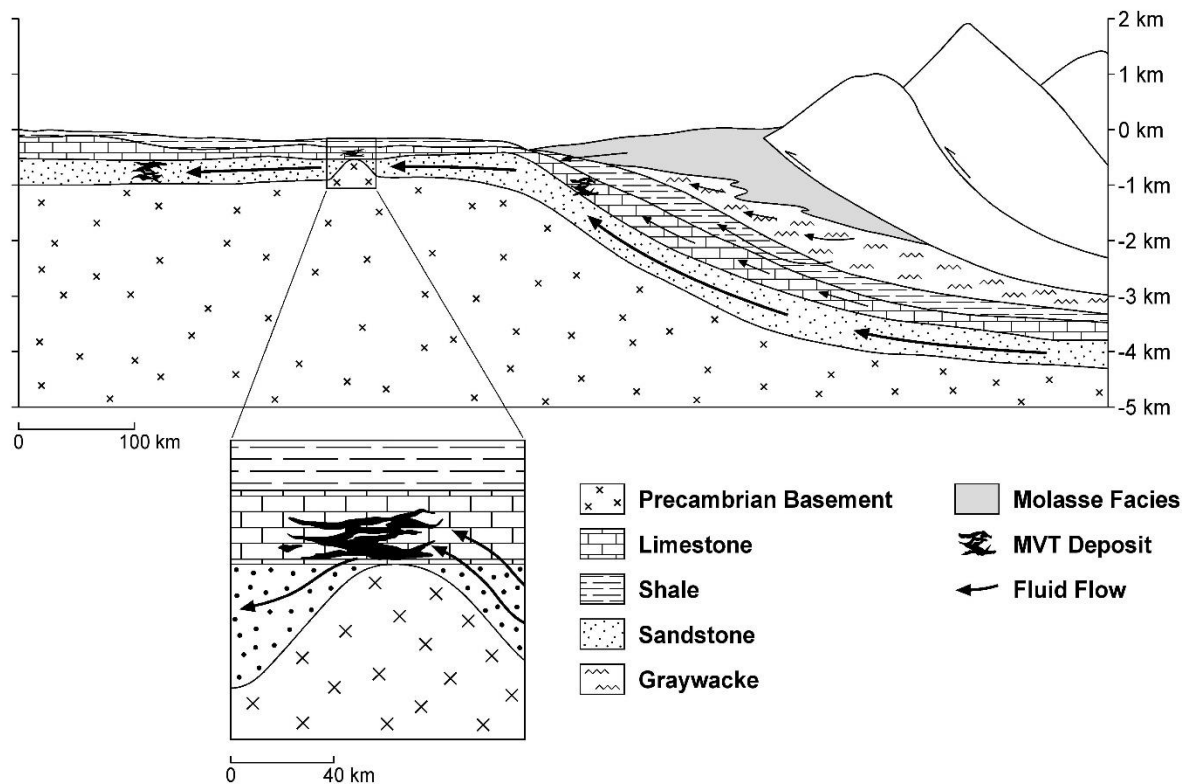 2 km
1 km
0 km
-1 km
-2 km
-3 km
-4 km
-5 km
0 100 km
Precambrian Basement
Limestone
Shale
Sandstone
Graywacke
Molasse Facies
MVT Deposit
Fluid Flow
0 40 km